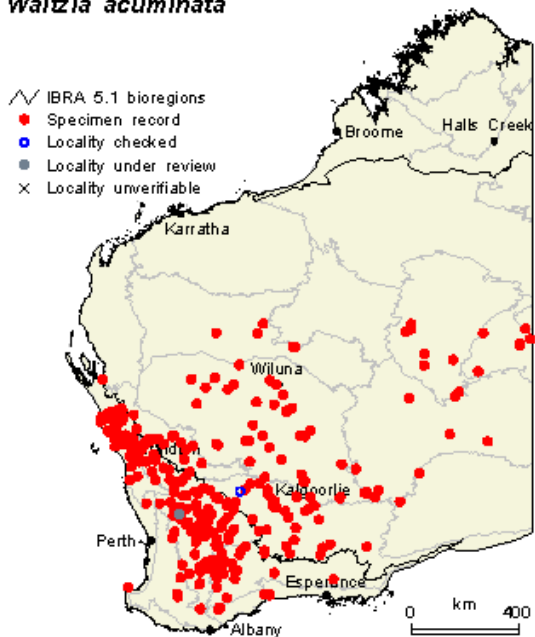 Waitzia acuminata
IBRA 5.1 bioregions
Specimen record
Locality checked
Locality under review
Locality unverifiable
Broome
Halls Creek
Karratha
Wiluna
Kalgoorlie
Perth
Esperance
Albany
km
0 400